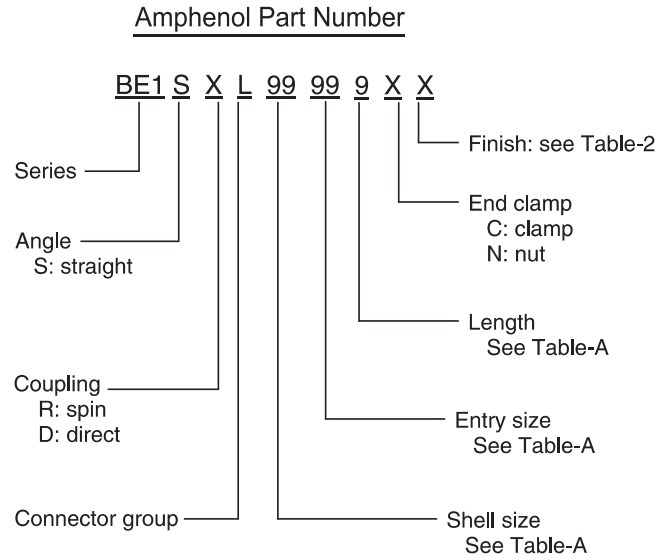 Amphenol Part Number
BE1 S X L 99 99 9 X X
Finish: see Table-2
Series
End clamp
C: clamp
N: nut
Angle
S: straight
Length
See Table-A
Coupling
R: spin
D: direct
Entry size
See Table-A
Connector group
Shell size
See Table-A